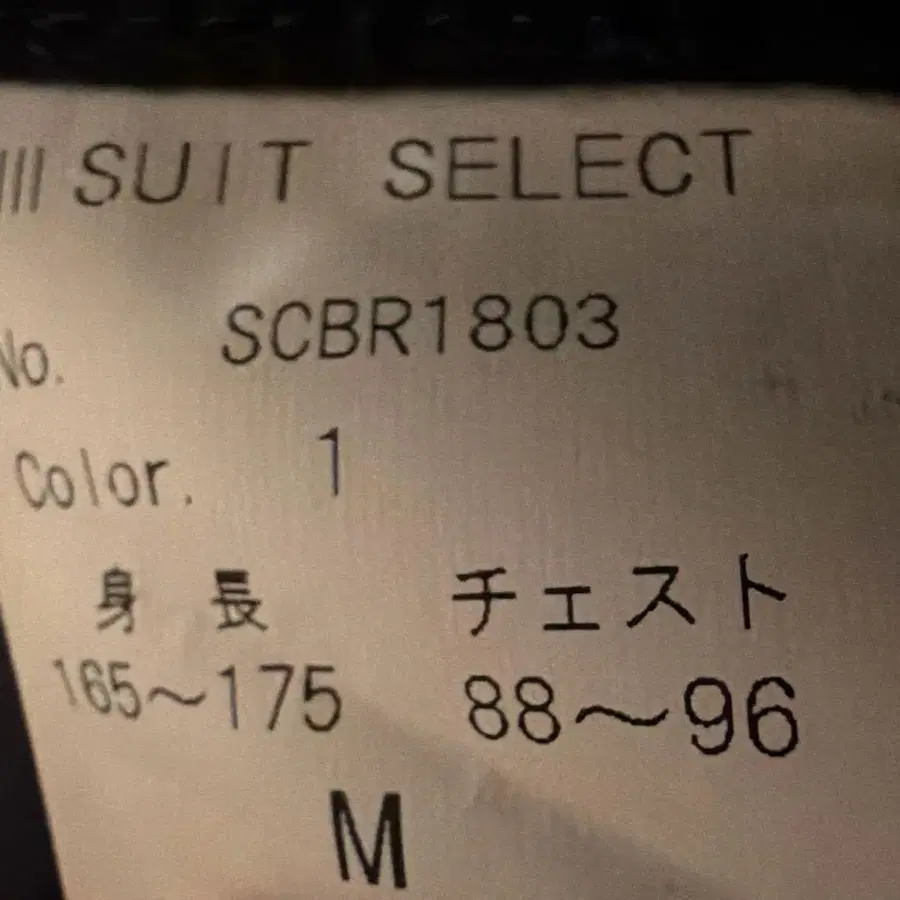 SUIT SELECT
No. SCBR1803
Color. 1
身長 チェスト
165～175 88～96
M